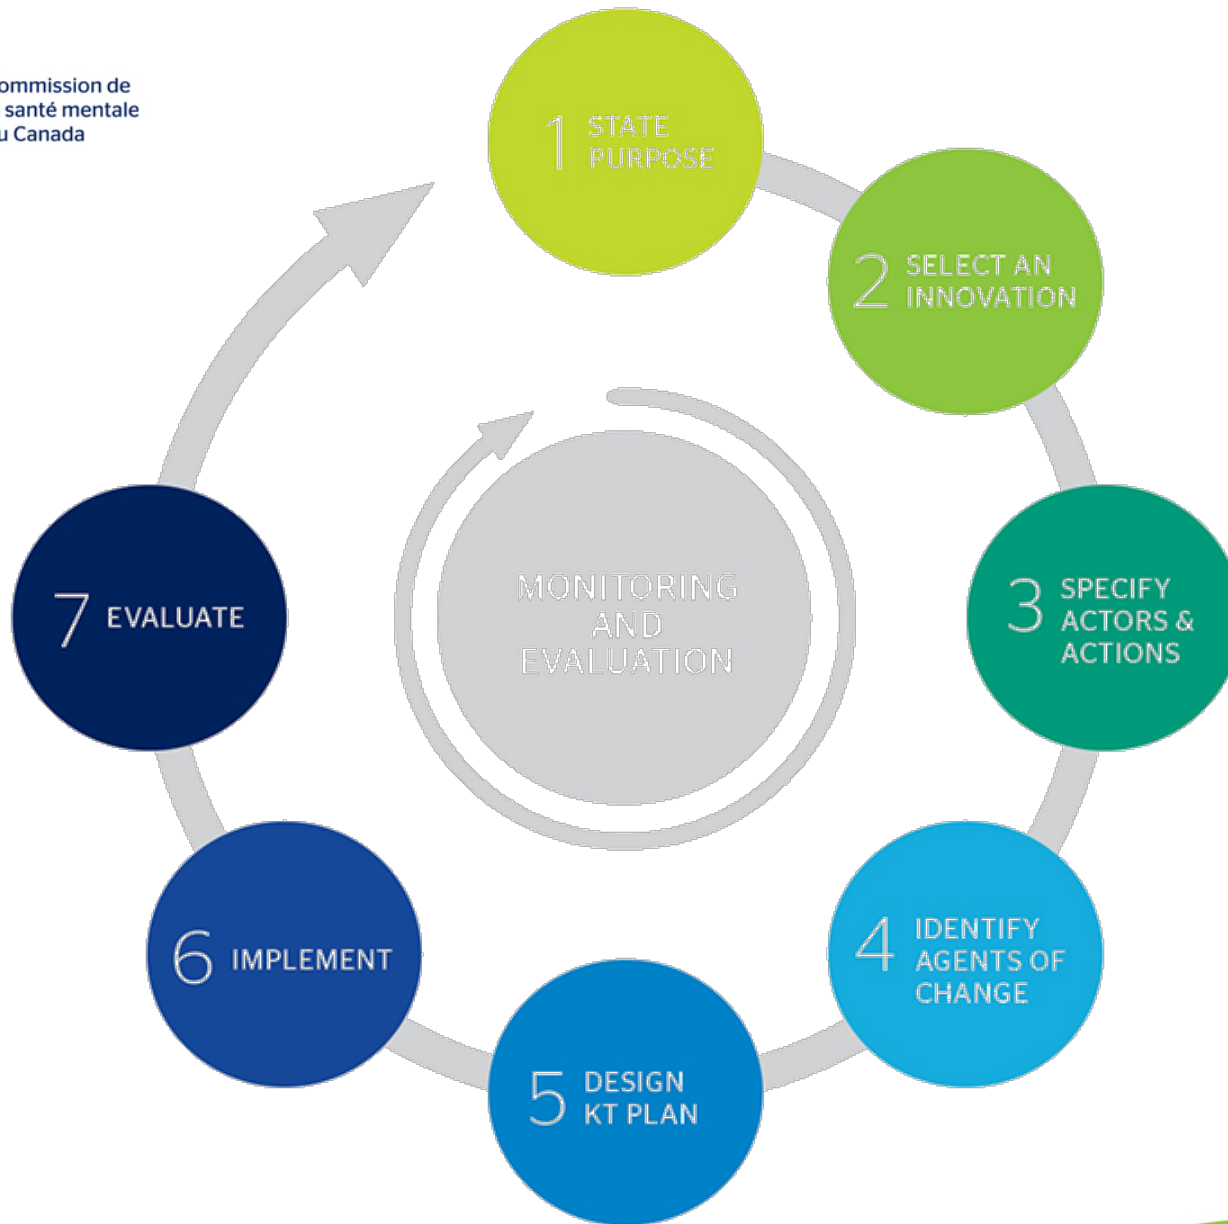 ommission de
santé mentale
u Canada
1 STATE
PURPOSE
2 SELECT AN
INNOVATION
3 SPECIFY
ACTORS &
ACTIONS
4 IDENTIFY
AGENTS OF
CHANGE
5 DESIGN
KT PLAN
6 IMPLEMENT
7 EVALUATE
MONITORING
AND
EVALUATION